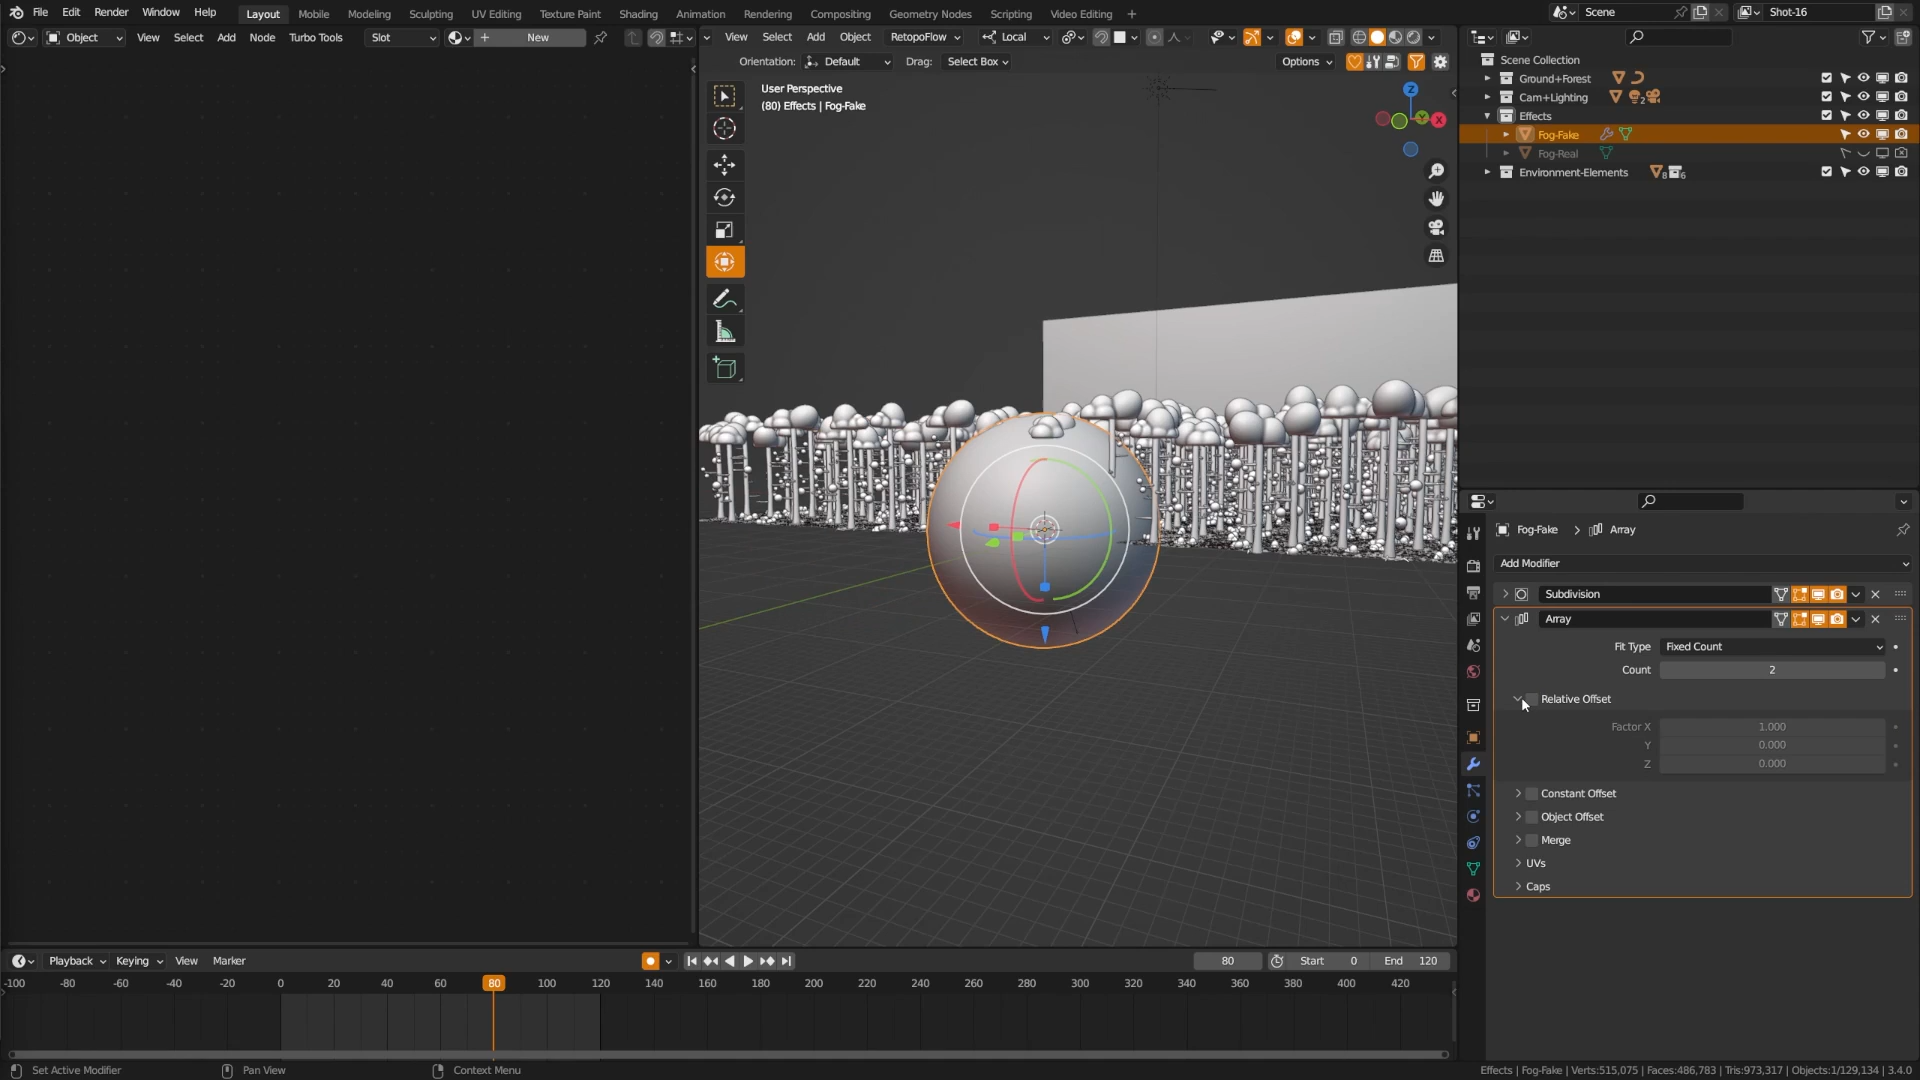 File Edit Render Window Help Layout Mobile Modeling Sculpting UV Editing Texture Paint Shading Animation Rendering Compositing Geometry Nodes Scripting Video Editing + Scene Shot-16
Object View Select Add Node Turbo Tools Slot New View Select Add Object RetopoFlow Local
Orientation: Default Drag: Select Box Options
Scene Collection
Ground+Forest
Cam+Lighting 2
Effects
Fog-Fake
Fog-Real
Environment-Elements 8 6
User Perspective
(80) Effects | Fog-Fake
Z
Y X
Fog-Fake > Array
Add Modifier
Subdivision
Array
Fit Type Fixed Count
Count 2
Relative Offset
Factor X 1.000
Y 0.000
Z 0.000
Constant Offset
Object Offset
Merge
UVs
Caps
Playback Keying View Marker 80 Start 0 End 120
-100 -80 -60 -40 -20 0 20 40 60 80 100 120 140 160 180 200 220 240 260 280 300 320 340 360 380 400 420
Set Active Modifier Pan View Context Menu Effects | Fog-Fake | Verts:515,075 | Faces:486,783 | Tris:973,317 | Objects:1/129,134 | 3.4.0